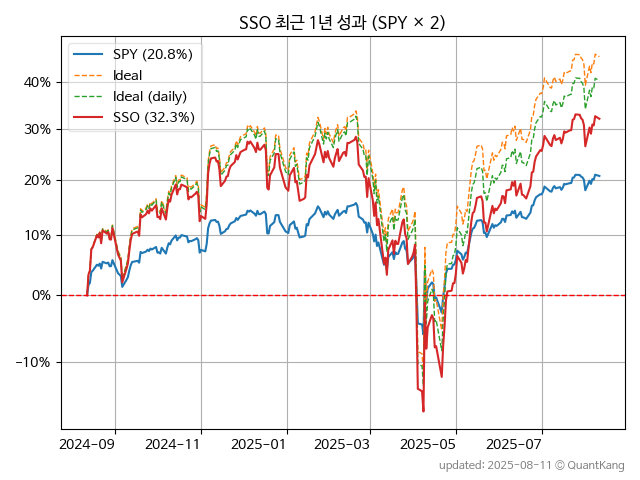 SSO 최근 1년 성과 (SPY × 2)
SPY (20.8%)
Ideal
Ideal (daily)
SSO (32.3%)
40%
30%
20%
10%
0%
−10%
2024−09
2024−11
2025−01
2025−03
2025−05
2025−07
updated: 2025-08-11 © QuantKang